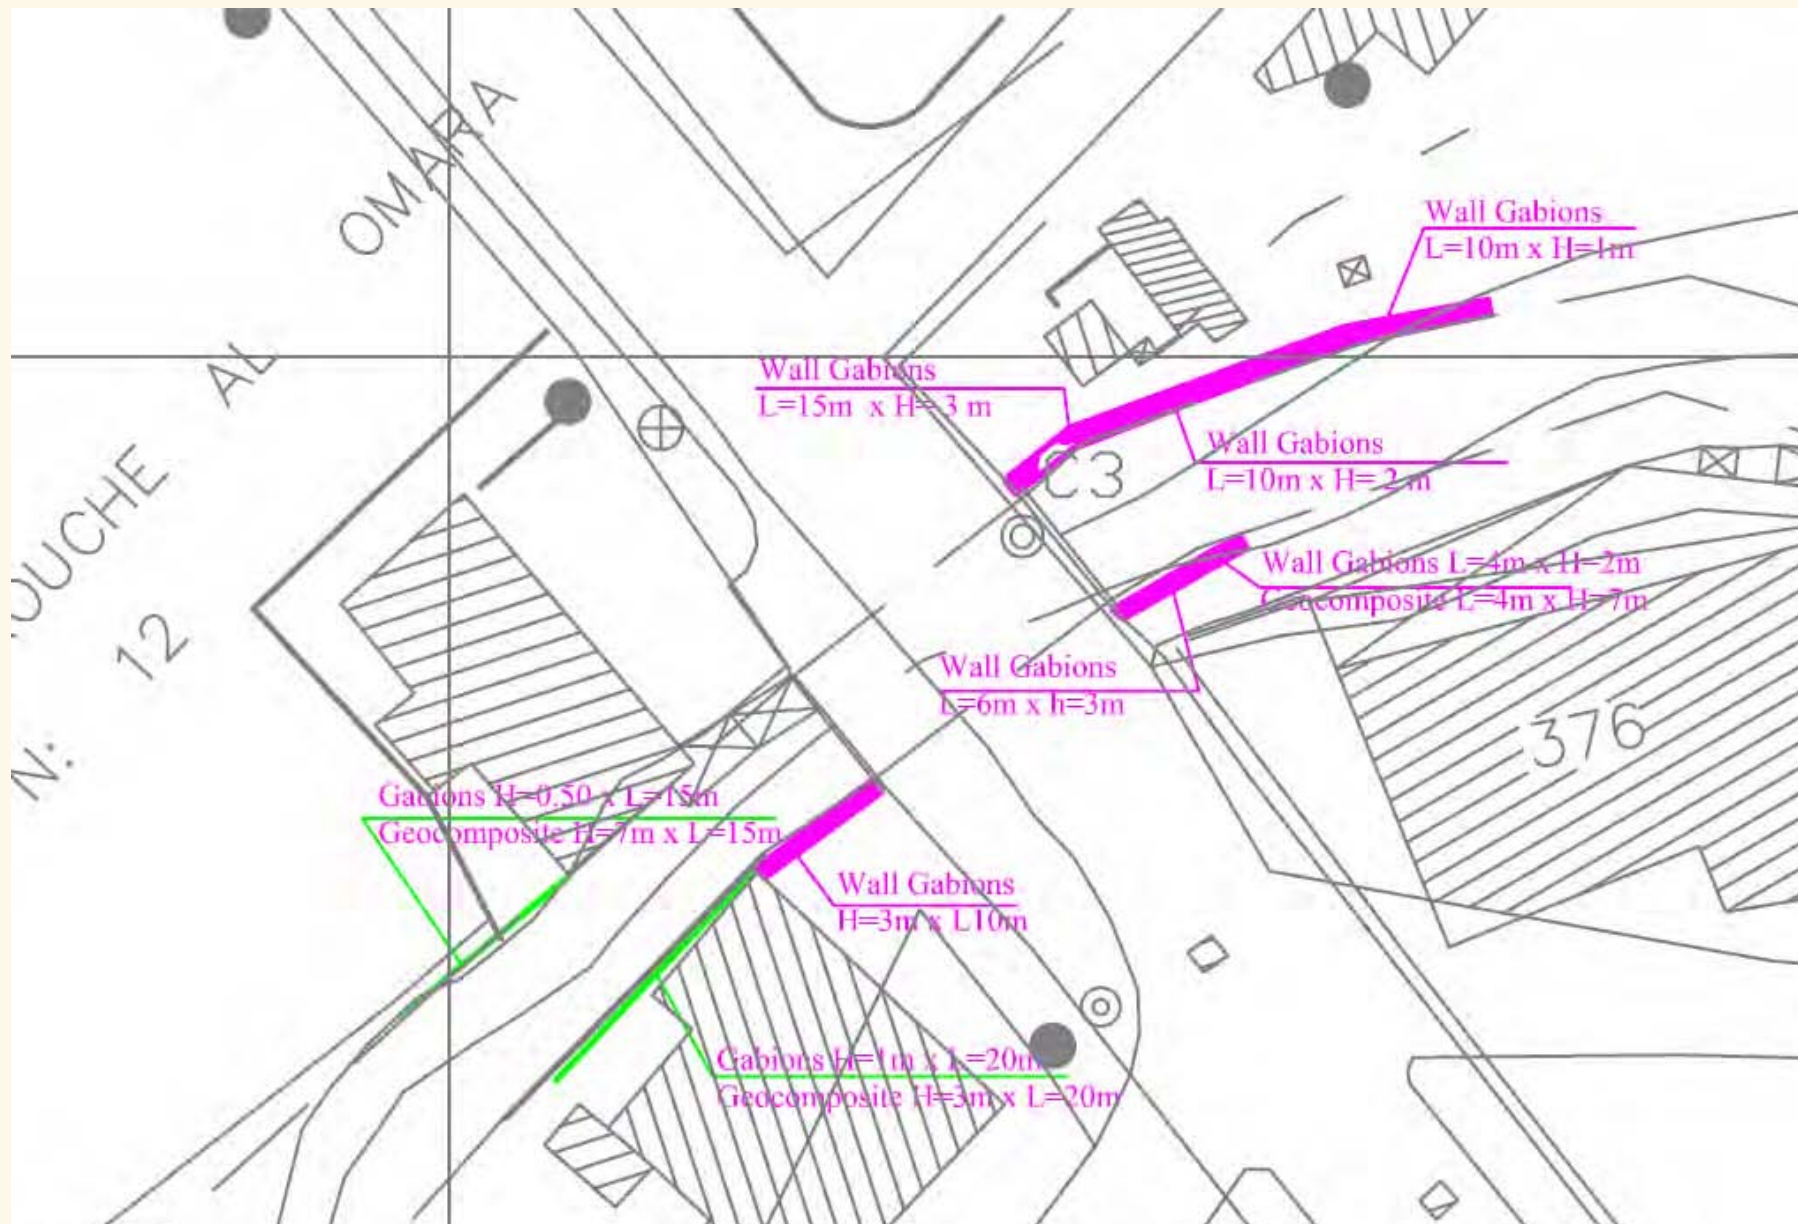 OMARA
AL
OUCHE
12
N:
Wall Gabions
L=10m x H=1m
Wall Gabions
L=15m x H= 3 m
C3
Wall Gabions
L=10m x H= 2 m
Wall Gabions L=4m x H=2m
Geocomposite L=4m x H=7m
Wall Gabions
L=6m x h=3m
376
Gabions H=0.50 x L=15m
Geocomposite H=7m x L=15m
Wall Gabions
H=3m x L10m
Gabions H=1m x L=20m
Geocomposite H=3m x L=20m